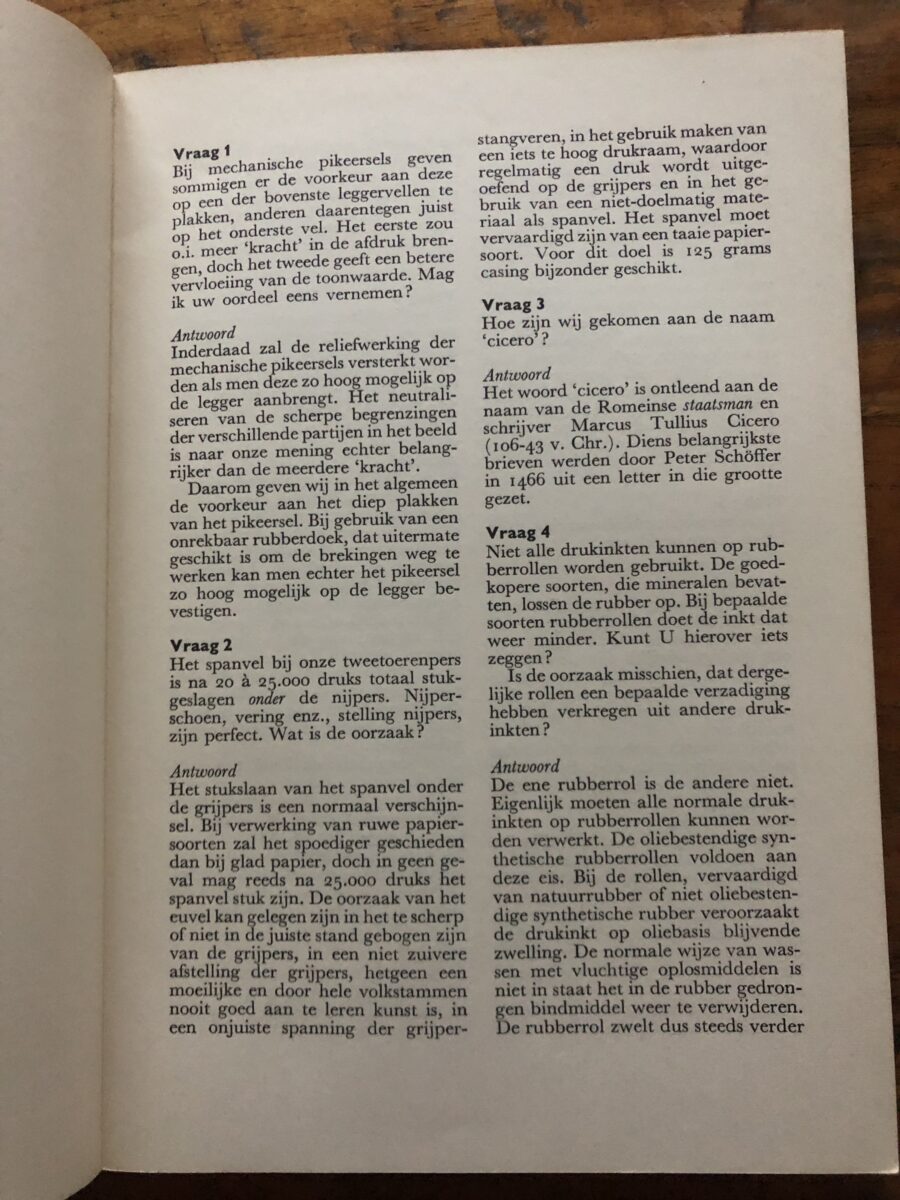 Vraag 1
Bij mechanische pikeersels geven
sommigen er de voorkeur aan deze
op een der bovenste leggervellen te
plakken, anderen daarentegen juist
op het onderste vel. Het eerste zou
o.i. meer ‘kracht’ in de afdruk bren-
gen, doch het tweede geeft een betere
vervloeiing van de toonwaarde. Mag
ik uw oordeel eens vernemen?
Antwoord
Inderdaad zal de reliefwerking der
mechanische pikeersels versterkt wor-
den als men deze zo hoog mogelijk op
de legger aanbrengt. Het neutrali-
seren van de scherpe begrenzingen
der verschillende partijen in het beeld
is naar onze mening echter belang-
rijker dan de meerdere ‘kracht’.
Daarom geven wij in het algemeen
de voorkeur aan het diep plakken
van het pikeersel. Bij gebruik van een
onrekbaar rubberdoek, dat uitermate
geschikt is om de brekingen weg te
werken kan men echter het pikeersel
zo hoog mogelijk op de legger be-
vestigen.
Vraag 2
Het spanvel bij onze tweetoerenpers
is na 20 à 25.000 druks totaal stuk-
geslagen onder de nijpers. Nijper-
schoen, vering enz., stelling nijpers,
zijn perfect. Wat is de oorzaak?
Antwoord
Het stukslaan van het spanvel onder
de grijpers is een normaal verschijn-
sel. Bij verwerking van ruwe papier-
soorten zal het spoediger geschieden
dan bij glad papier, doch in geen ge-
val mag reeds na 25.000 druks het
spanvel stuk zijn. De oorzaak van het
euvel kan gelegen zijn in het te scherp
of niet in de juiste stand gebogen zijn
van de grijpers, in een niet zuivere
afstelling der grijpers, hetgeen een
moeilijke en door hele volkstammen
nooit goed aan te leren kunst is, in
een onjuiste spanning der grijper-
stangveren, in het gebruik maken van
een iets te hoog drukraam, waardoor
regelmatig een druk wordt uitge-
oefend op de grijpers en in het ge-
bruik van een niet-doelmatig mate-
riaal als spanvel. Het spanvel moet
vervaardigd zijn van een taaie papier-
soort. Voor dit doel is 125 grams
casing bijzonder geschikt.
Vraag 3
Hoe zijn wij gekomen aan de naam
‘cicero’?
Antwoord
Het woord ‘cicero’ is ontleend aan de
naam van de Romeinse staatsman en
schrijver Marcus Tullius Cicero
(106-43 v. Chr.). Diens belangrijkste
brieven werden door Peter Schöffer
in 1466 uit een letter in die grootte
gezet.
Vraag 4
Niet alle drukinkten kunnen op rub-
berrollen worden gebruikt. De goed-
kopere soorten, die mineralen bevat-
ten, lossen de rubber op. Bij bepaalde
soorten rubberrollen doet de inkt dat
weer minder. Kunt U hierover iets
zeggen?
Is de oorzaak misschien, dat derge-
lijke rollen een bepaalde verzadiging
hebben verkregen uit andere druk-
inkten?
Antwoord
De ene rubberrol is de andere niet.
Eigenlijk moeten alle normale druk-
inkten op rubberrollen kunnen wor-
den verwerkt. De oliebestendige syn-
thetische rubberrollen voldoen aan
deze eis. Bij de rollen, vervaardigd
van natuurrubber of niet oliebesten-
dige synthetische rubber veroorzaakt
de drukinkt op oliebasis blijvende
zwelling. De normale wijze van was-
sen met vluchtige oplosmiddelen is
niet in staat het in de rubber gedron-
gen bindmiddel weer te verwijderen.
De rubberrol zwelt dus steeds verder